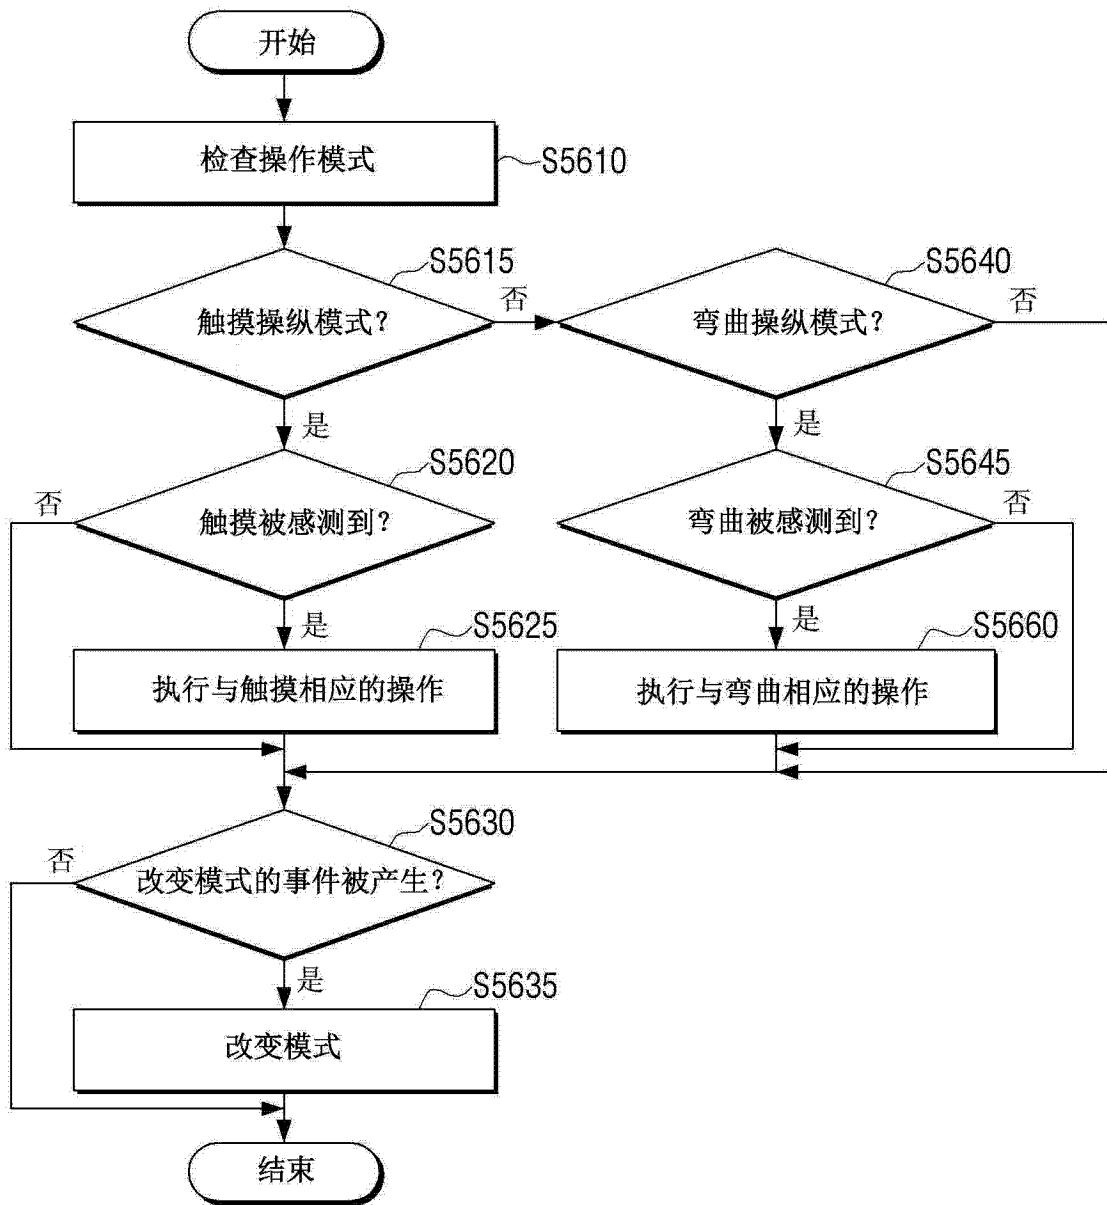 开始
检查操作模式
S5610
S5615
S5640
触摸操纵模式?
否
弯曲操纵模式?
否
是
是
S5620
S5645
否
触摸被感测到?
弯曲被感测到?
否
是
是
S5625
S5660
执行与触摸相应的操作
执行与弯曲相应的操作
S5630
否
改变模式的事件被产生?
是
S5635
改变模式
结束